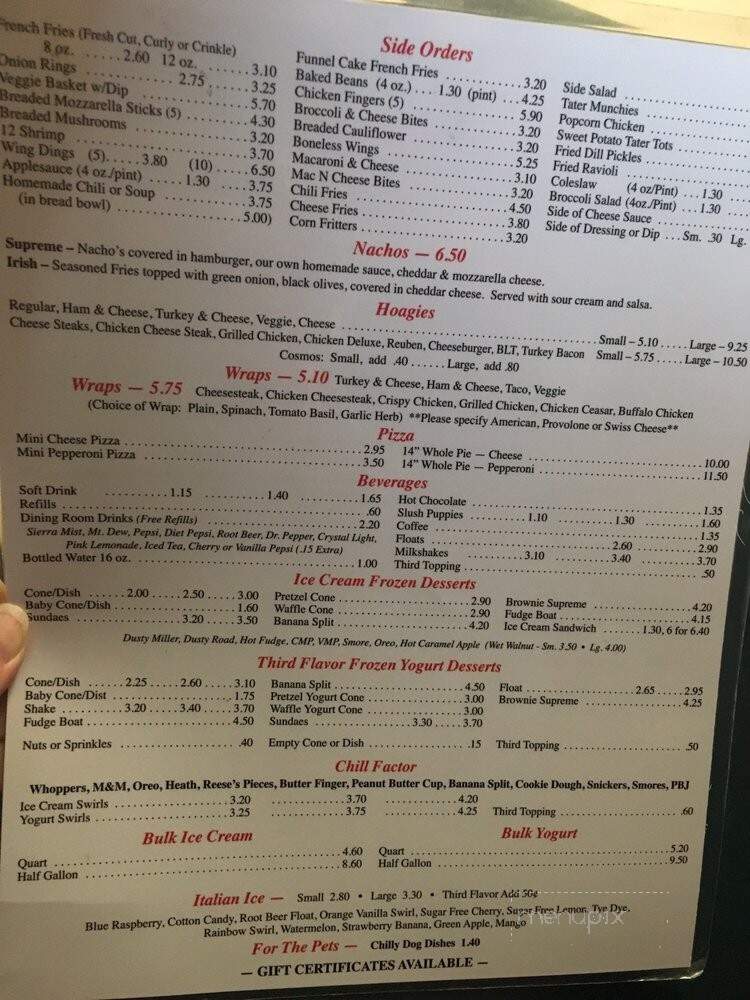 Side Orders
French Fries (Fresh Cut, Curly or Crinkle)
8 oz. ..... 2.60 12 oz. ...... 3.10
Onion Rings ............ 2.75 ...... 3.25
Veggie Basket w/Dip ............ 5.70
Breaded Mozzarella Sticks (5) ............ 4.30
Breaded Mushrooms ............ 3.20
12 Shrimp ............ 3.70
Wing Dings (5)..... 3.80 (10) ..... 6.50
Applesauce (4 oz./pint) ..... 1.30 ..... 3.75
Homemade Chili or Soup ............ 3.75
(in bread bowl) ............ 5.00)
Funnel Cake French Fries ............ 3.20
Baked Beans (4 oz.) ... 1.30 (pint) ... 4.25
Chicken Fingers (5) ............ 5.90
Broccoli & Cheese Bites ............ 3.20
Breaded Cauliflower ............ 3.20
Boneless Wings ............ 5.25
Macaroni & Cheese ............ 3.10
Mac N Cheese Bites ............ 3.20
Chili Fries ............ 4.50
Cheese Fries ............ 3.80
Corn Fritters ............ 3.20
Side Salad ............
Tater Munchies ............
Popcorn Chicken ............
Sweet Potato Tater Tots ............
Fried Dill Pickles ............
Fried Ravioli ............
Coleslaw (4 oz/Pint) ... 1.30 ....
Broccoli Salad (4oz./Pint) ... 1.30 ....
Side of Cheese Sauce ............
Side of Dressing or Dip ... Sm. .30 Lg.
Nachos — 6.50
Supreme – Nacho's covered in hamburger, our own homemade sauce, cheddar & mozzarella cheese.
Irish – Seasoned Fries topped with green onion, black olives, covered in cheddar cheese. Served with sour cream and salsa.
Hoagies
Regular, Ham & Cheese, Turkey & Cheese, Veggie, Cheese ............ Small – 5.10 ..... Large – 9.25
Cheese Steaks, Chicken Cheese Steak, Grilled Chicken, Chicken Deluxe, Reuben, Cheeseburger, BLT, Turkey Bacon Small – 5.75 ..... Large – 10.50
Cosmos: Small, add .40 ...... Large, add .80
Wraps — 5.10 Turkey & Cheese, Ham & Cheese, Taco, Veggie
Wraps — 5.75 Cheesesteak, Chicken Cheesesteak, Crispy Chicken, Grilled Chicken, Chicken Ceasar, Buffalo Chicken
(Choice of Wrap: Plain, Spinach, Tomato Basil, Garlic Herb) **Please specify American, Provolone or Swiss Cheese**
Pizza
Mini Cheese Pizza ............ 2.95
Mini Pepperoni Pizza ............ 3.50
14" Whole Pie — Cheese ............ 10.00
14" Whole Pie — Pepperoni ............ 11.50
Beverages
Soft Drink .......... 1.15 .......... 1.40 .......... 1.65
Refills ............ .60
Dining Room Drinks (Free Refills) ............ 2.20
Sierra Mist, Mt. Dew, Pepsi, Diet Pepsi, Root Beer, Dr. Pepper, Crystal Light,
Pink Lemonade, Iced Tea, Cherry or Vanilla Pepsi (.15 Extra)
Bottled Water 16 oz. ............ 1.00
Hot Chocolate ............ 1.35
Slush Puppies .......... 1.10 .......... 1.30 .......... 1.60
Coffee ............ 1.35
Floats ............ 2.60 .......... 2.90
Milkshakes .......... 3.10 .......... 3.40 .......... 3.70
Third Topping ............ .50
Ice Cream Frozen Desserts
Cone/Dish ...... 2.00 ..... 2.50 ..... 3.00
Baby Cone/Dish ............ 1.60
Sundaes ............ 3.20 ..... 3.50
Pretzel Cone ............ 2.90
Waffle Cone ............ 2.90
Banana Split ............ 4.20
Brownie Supreme ............ 4.20
Fudge Boat ............ 4.15
Ice Cream Sandwich ....... 1.30, 6 for 6.40
Dusty Miller, Dusty Road, Hot Fudge, CMP, VMP, Smore, Oreo, Hot Caramel Apple (Wet Walnut - Sm. 3.50 • Lg. 4.00)
Third Flavor Frozen Yogurt Desserts
Cone/Dish ..... 2.25 ..... 2.60 ..... 3.10
Baby Cone/Dist ............ 1.75
Shake ........ 3.20 ..... 3.40 ..... 3.70
Fudge Boat ............ 4.50
Banana Split ............ 4.50
Pretzel Yogurt Cone ............ 3.00
Waffle Yogurt Cone ............ 3.00
Sundaes ............ 3.30 ..... 3.70
Float ............ 2.65 ..... 2.95
Brownie Supreme ............ 4.25
Nuts or Sprinkles ............ .40
Empty Cone or Dish ............ .15
Third Topping ............ .50
Chill Factor
Whoppers, M&M, Oreo, Heath, Reese's Pieces, Butter Finger, Peanut Butter Cup, Banana Split, Cookie Dough, Snickers, Smores, PBJ
Ice Cream Swirls ............ 3.20 ............ 3.70 ............ 4.20
Yogurt Swirls ............ 3.25 ............ 3.75 ............ 4.25 Third Topping ............ .60
Bulk Ice Cream
Quart ............ 4.60
Half Gallon ............ 8.60
Bulk Yogurt
Quart ............ 5.20
Half Gallon ............ 9.50
Italian Ice — Small 2.80 • Large 3.30 • Third Flavor Add 50¢
Blue Raspberry, Cotton Candy, Root Beer Float, Orange Vanilla Swirl, Sugar Free Cherry, Sugar Free Lemon, Tye Dye,
Rainbow Swirl, Watermelon, Strawberry Banana, Green Apple, Mango
menupix
For The Pets — Chilly Dog Dishes 1.40
— GIFT CERTIFICATES AVAILABLE —